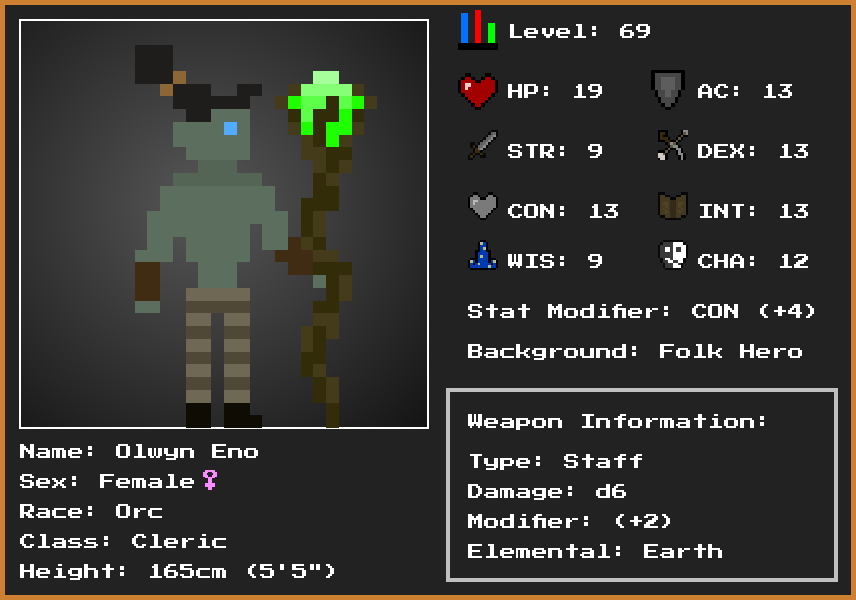 Level: 69
HP: 19
AC: 13
STR: 9
DEX: 13
CON: 13
INT: 13
WIS: 9
CHA: 12
Stat Modifier: CON (+4)
Background: Folk Hero
Weapon Information:
Type: Staff
Damage: d6
Modifier: (+2)
Elemental: Earth
Name: Olwyn Eno
Sex: Female♀
Race: Orc
Class: Cleric
Height: 165cm (5'5")